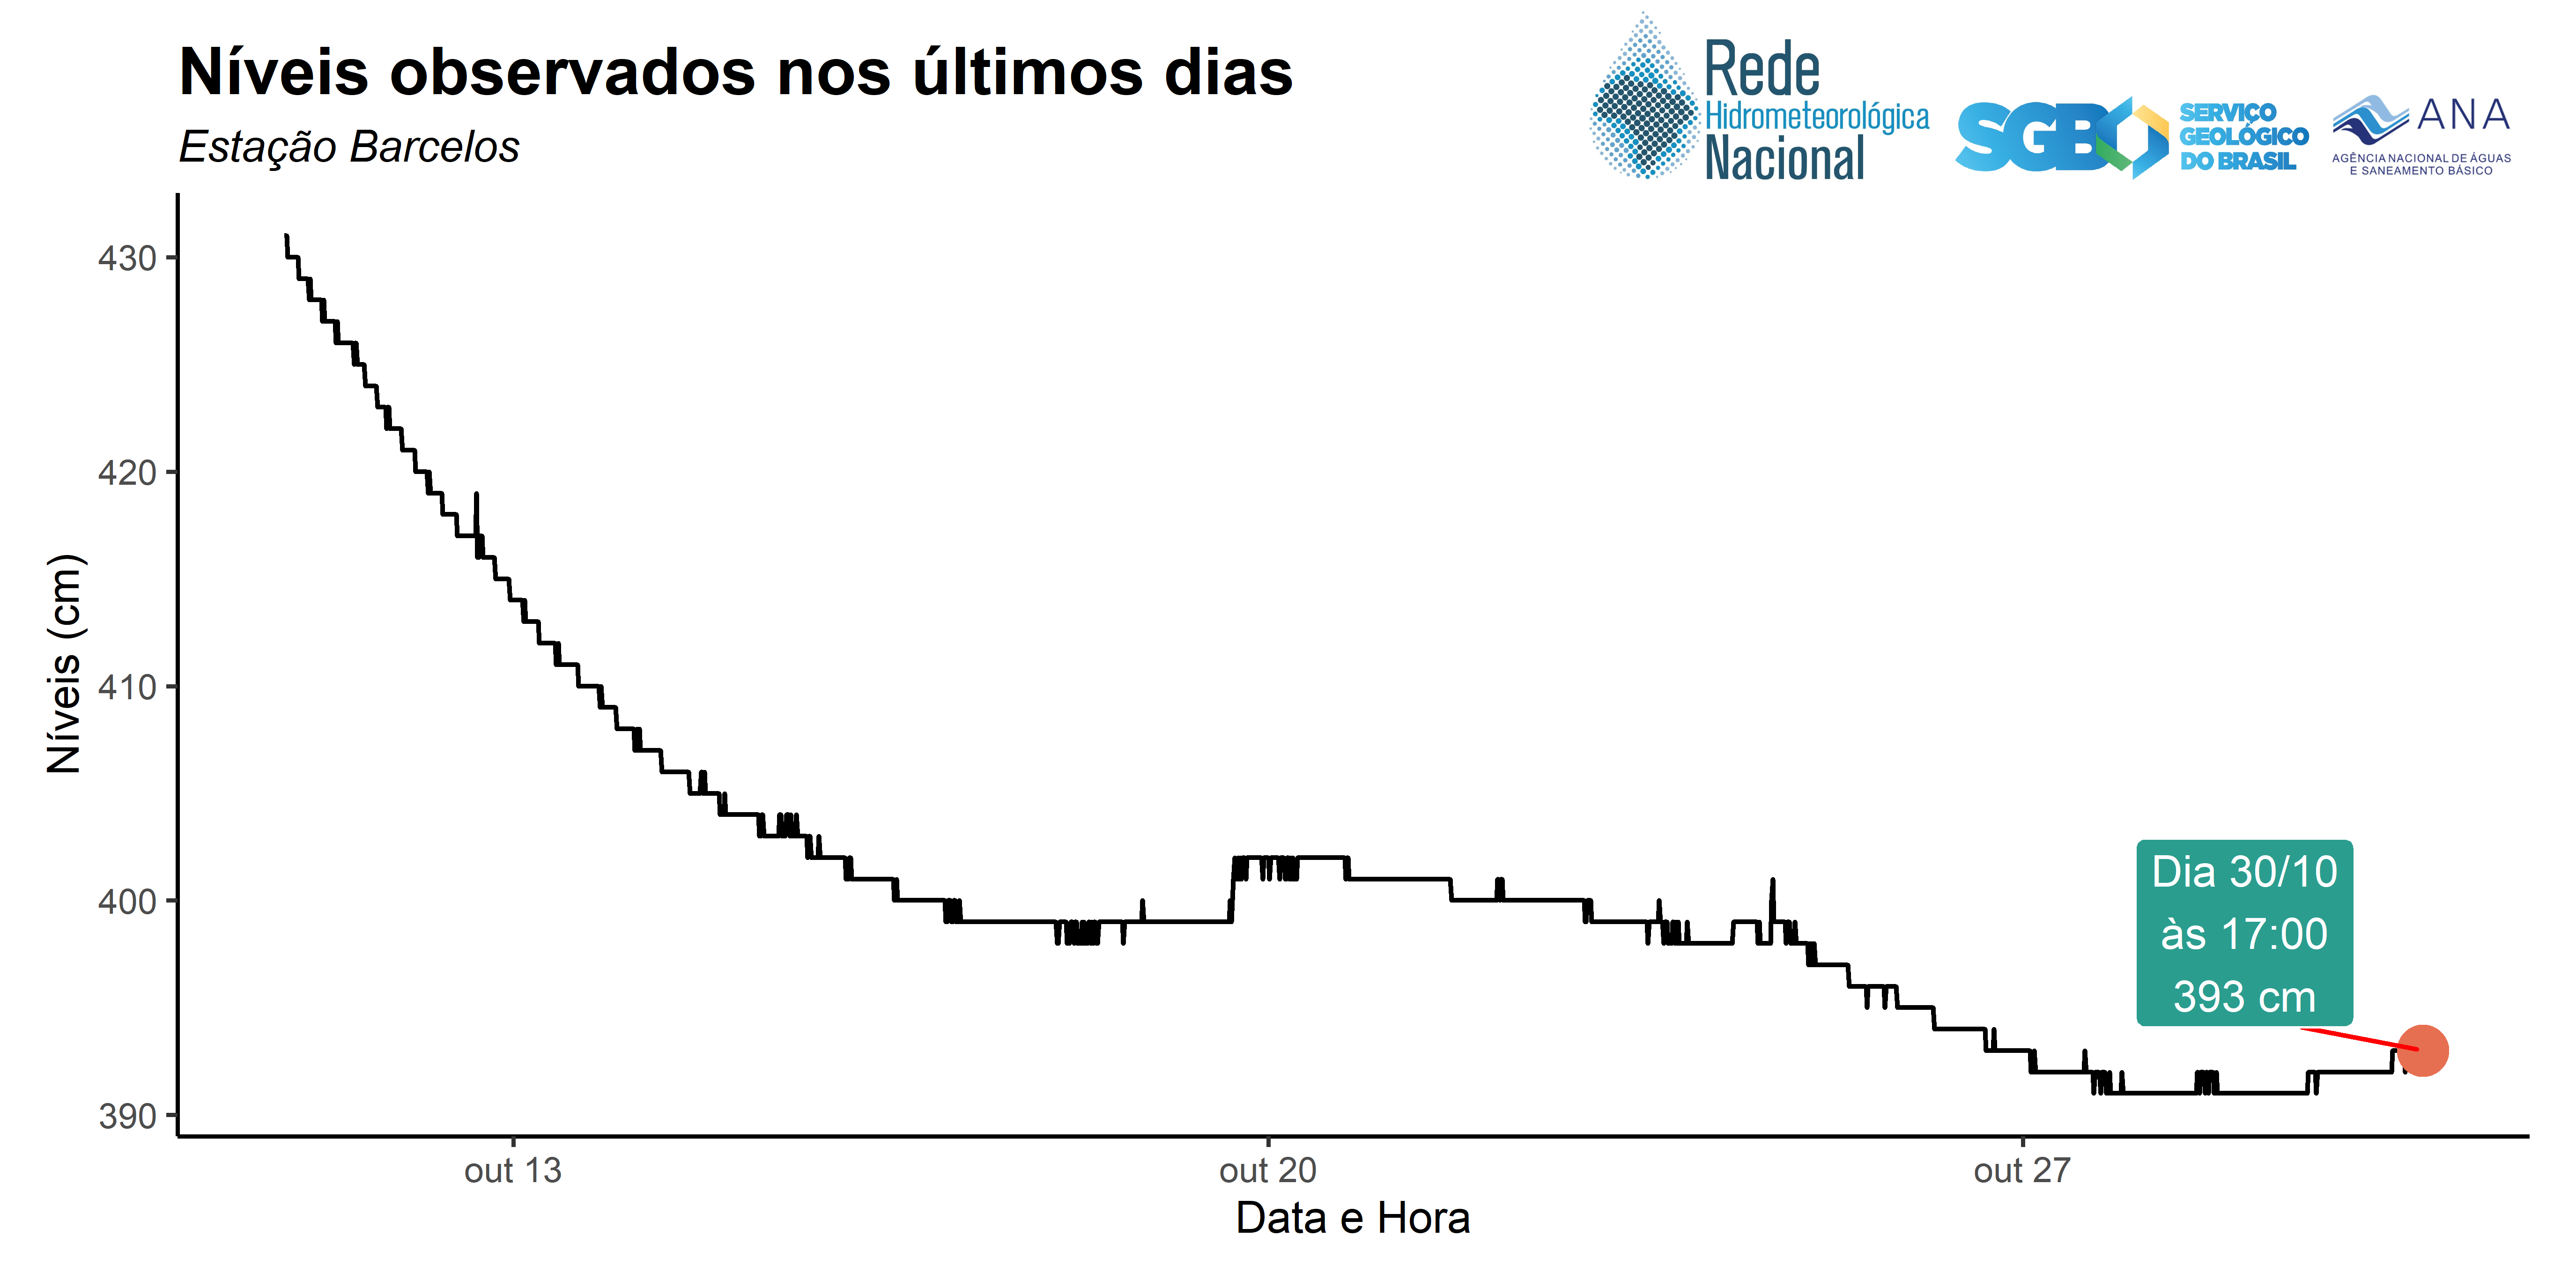 Níveis observados nos últimos dias
Estação Barcelos
Rede
Hidrometeorológica
Nacional
SGB
SERVIÇO
GEOLÓGICO
DO BRASIL
ANA
AGÊNCIA NACIONAL DE ÁGUAS
E SANEAMENTO BÁSICO
Níveis (cm)
430
420
410
400
390
Dia 30/10
às 17:00
393 cm
out 13
out 20
out 27
Data e Hora